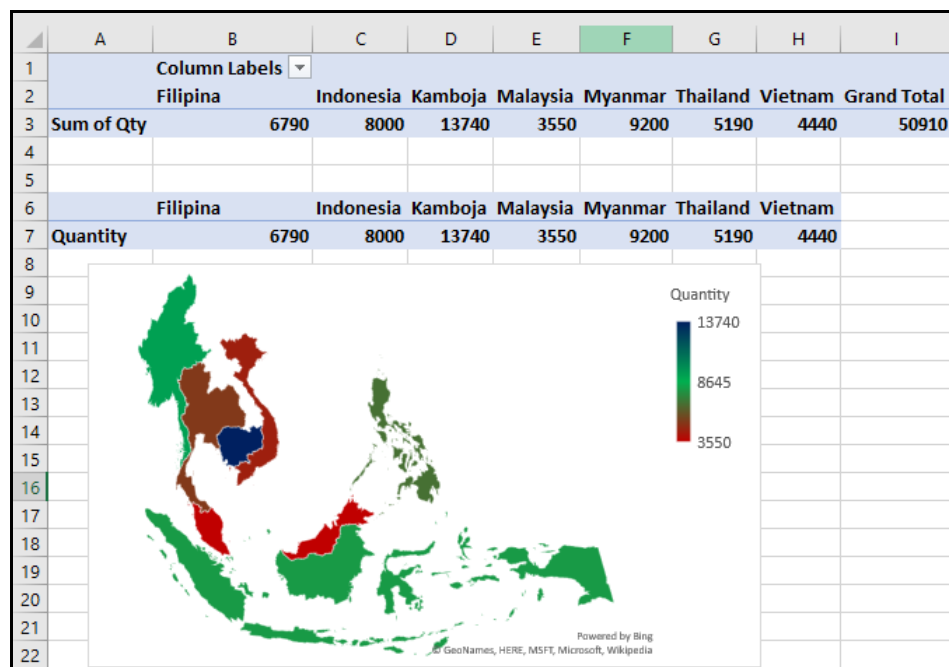 A B C D E F G H I
1 Column Labels
2 Filipina Indonesia Kamboja Malaysia Myanmar Thailand Vietnam Grand Total
3 Sum of Qty 6790 8000 13740 3550 9200 5190 4440 50910
4
5
6 Filipina Indonesia Kamboja Malaysia Myanmar Thailand Vietnam
7 Quantity 6790 8000 13740 3550 9200 5190 4440
8
9 Quantity
10 13740
11
12 8645
13
14 3550
15
16
17
18
19
20
21 Powered by Bing
22 © GeoNames, HERE, MSFT, Microsoft, Wikipedia